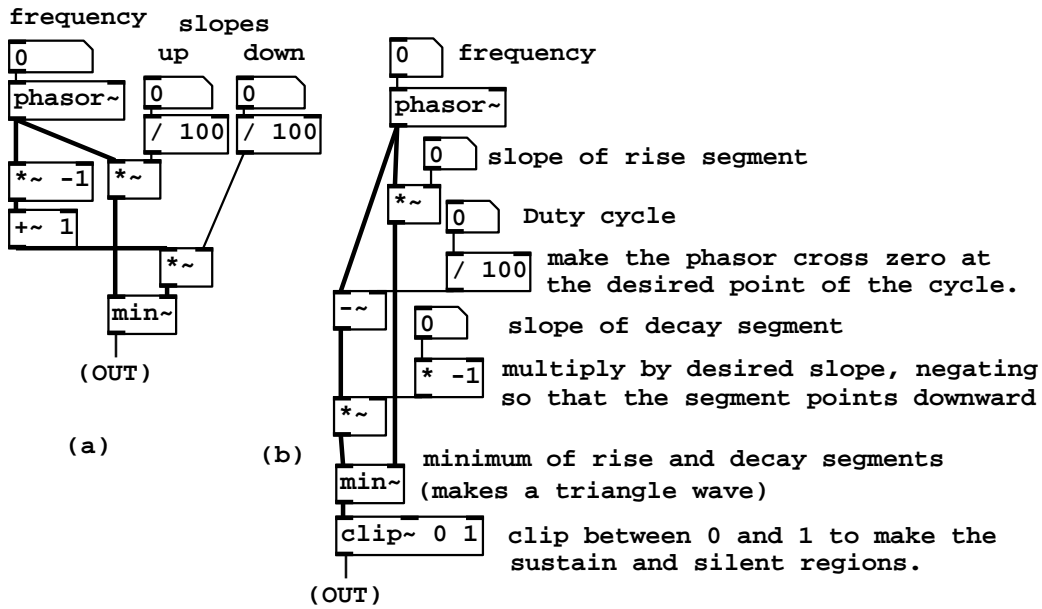 frequency
slopes
up
down
0
0
0
phasor~
/ 100
/ 100
*~ -1
*~
+~ 1
*~
min~
(OUT)
(a)
0
frequency
phasor~
0
slope of rise segment
*~
0
Duty cycle
/ 100
make the phasor cross zero at
the desired point of the cycle.
-~
0
slope of decay segment
* -1
multiply by desired slope, negating
so that the segment points downward
*~
(b)
minimum of rise and decay segments
min~
(makes a triangle wave)
clip~ 0 1
clip between 0 and 1 to make the
sustain and silent regions.
(OUT)